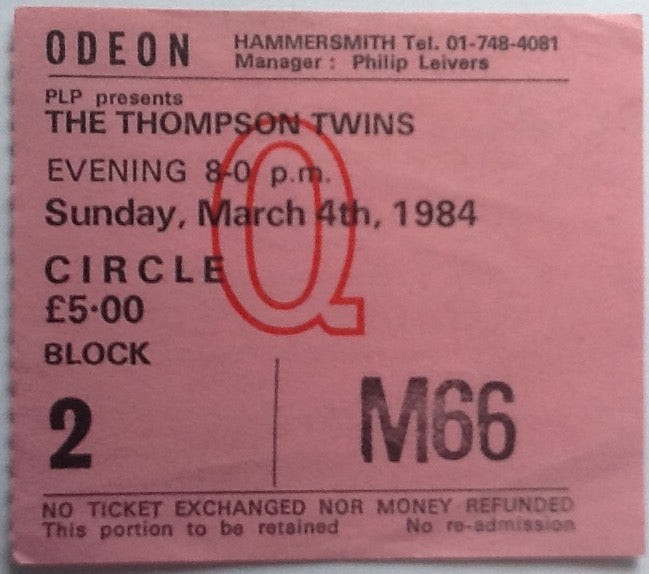 ODEON HAMMERSMITH Tel. 01-748-4081
Manager : Philip Leivers
PLP presents
THE THOMPSON TWINS
EVENING 8-0 p.m.
Sunday, March 4th, 1984
Q
CIRCLE
£5·00
BLOCK
2 M66
NO TICKET EXCHANGED NOR MONEY REFUNDED
This portion to be retained No re-admission